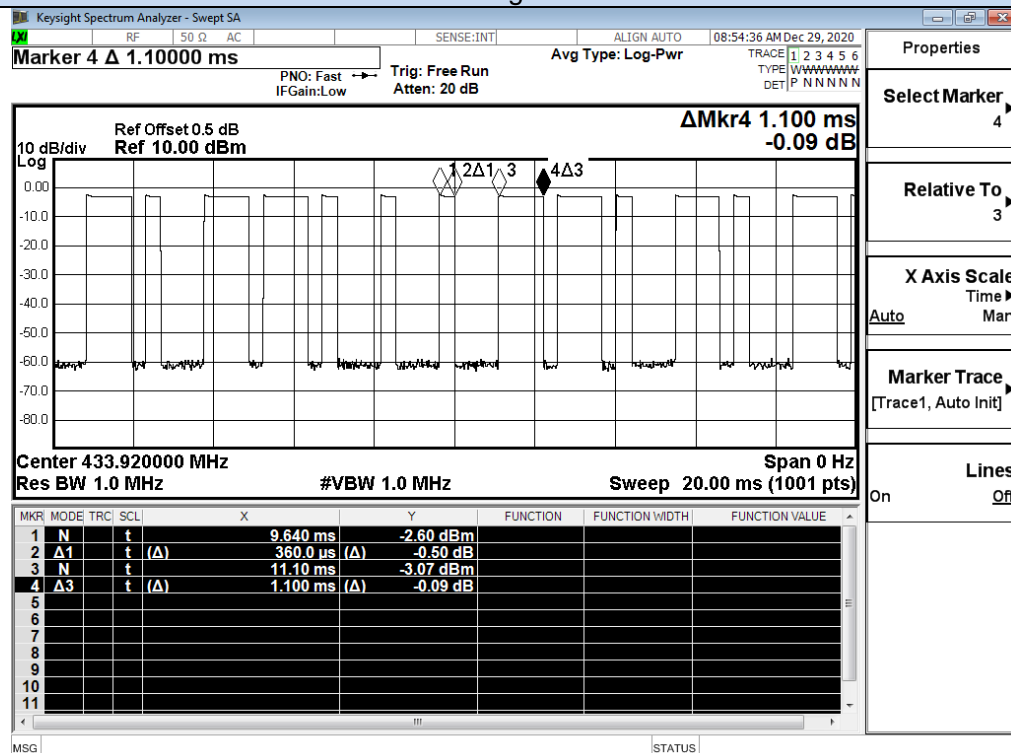 Keysight Spectrum Analyzer - Swept SA
LXI RF 50 Ω AC SENSE:INT ALIGN AUTO 08:54:36 AM Dec 29, 2020
Marker 4 Δ 1.10000 ms
PNO: Fast
IFGain:Low
Trig: Free Run
Atten: 20 dB
Avg Type: Log-Pwr
TRACE 1 2 3 4 5 6
TYPE WWWWWW
DET P N N N N N
ΔMkr4 1.100 ms
-0.09 dB
Ref Offset 0.5 dB
10 dB/div Ref 10.00 dBm
Log
1 2Δ1 3 4Δ3
0.00
-10.0
-20.0
-30.0
-40.0
-50.0
-60.0
-70.0
-80.0
Center 433.920000 MHz Span 0 Hz
Res BW 1.0 MHz #VBW 1.0 MHz Sweep 20.00 ms (1001 pts)
MKR MODE TRC SCL X Y FUNCTION FUNCTION WIDTH FUNCTION VALUE
1 N t 9.640 ms -2.60 dBm
2 Δ1 t (Δ) 360.0 µs (Δ) -0.50 dB
3 N t 11.10 ms -3.07 dBm
4 Δ3 t (Δ) 1.100 ms (Δ) -0.09 dB
5
6
7
8
9
10
11
MSG STATUS
Properties
Select Marker
4
Relative To
3
X Axis Scale
Time
Auto Man
Marker Trace
[Trace1, Auto Init]
Lines
On Off